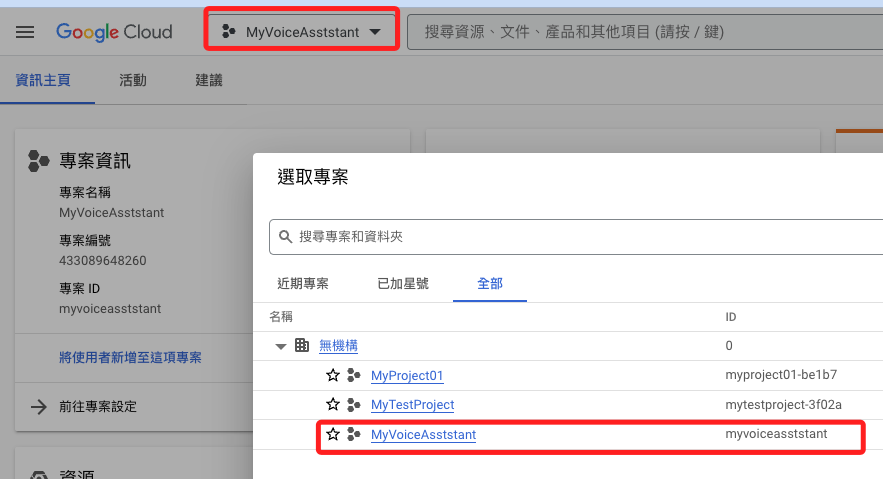 Google Cloud
MyVoiceAsststant
搜尋資源、文件、產品和其他項目 (請按 / 鍵)
資訊主頁
活動
建議
專案資訊
專案名稱
MyVoiceAsststant
專案編號
433089648260
專案 ID
myvoiceasststant
將使用者新增至這項專案
前往專案設定
資源
選取專案
搜尋專案和資料夾
近期專案
已加星號
全部
名稱
ID
無機構
0
MyProject01
myproject01-be1b7
MyTestProject
mytestproject-3f02a
MyVoiceAsststant
myvoiceasststant